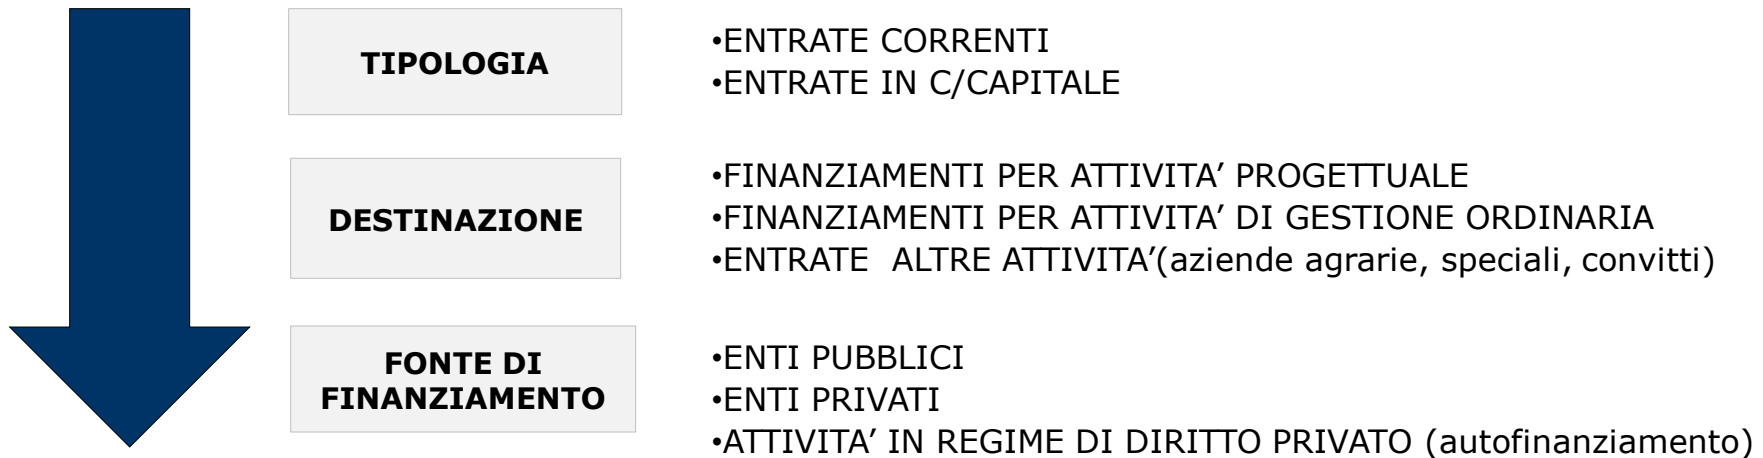 TIPOLOGIA
•ENTRATE CORRENTI
•ENTRATE IN C/CAPITALE
DESTINAZIONE
•FINANZIAMENTI PER ATTIVITA’ PROGETTUALE
•FINANZIAMENTI PER ATTIVITA’ DI GESTIONE ORDINARIA
•ENTRATE  ALTRE ATTIVITA’(aziende agrarie, speciali, convitti)
FONTE DI
FINANZIAMENTO
•ENTI PUBBLICI
•ENTI PRIVATI
•ATTIVITA’ IN REGIME DI DIRITTO PRIVATO (autofinanziamento)